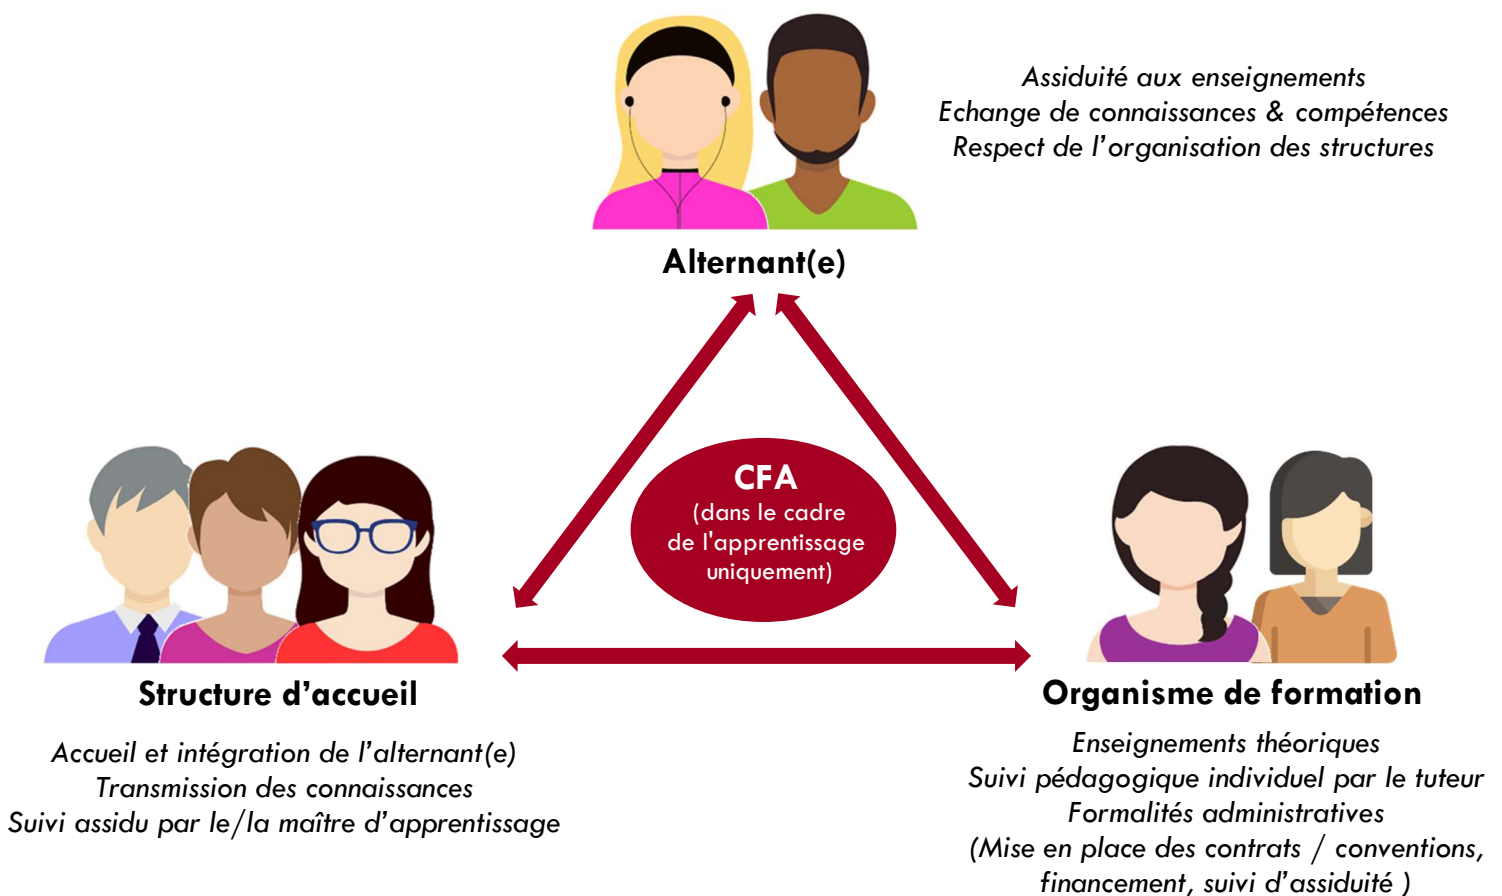 Assiduité aux enseignements
Echange de connaissances & compétences
Respect de l’organisation des structures
Alternant(e)
CFA
(dans le cadre
de l'apprentissage
uniquement)
Structure d’accueil
Accueil et intégration de l’alternant(e)
Transmission des connaissances
Suivi assidu par le/la maître d’apprentissage
Organisme de formation
Enseignements théoriques
Suivi pédagogique individuel par le tuteur
Formalités administratives
(Mise en place des contrats / conventions,
financement, suivi d’assiduité )